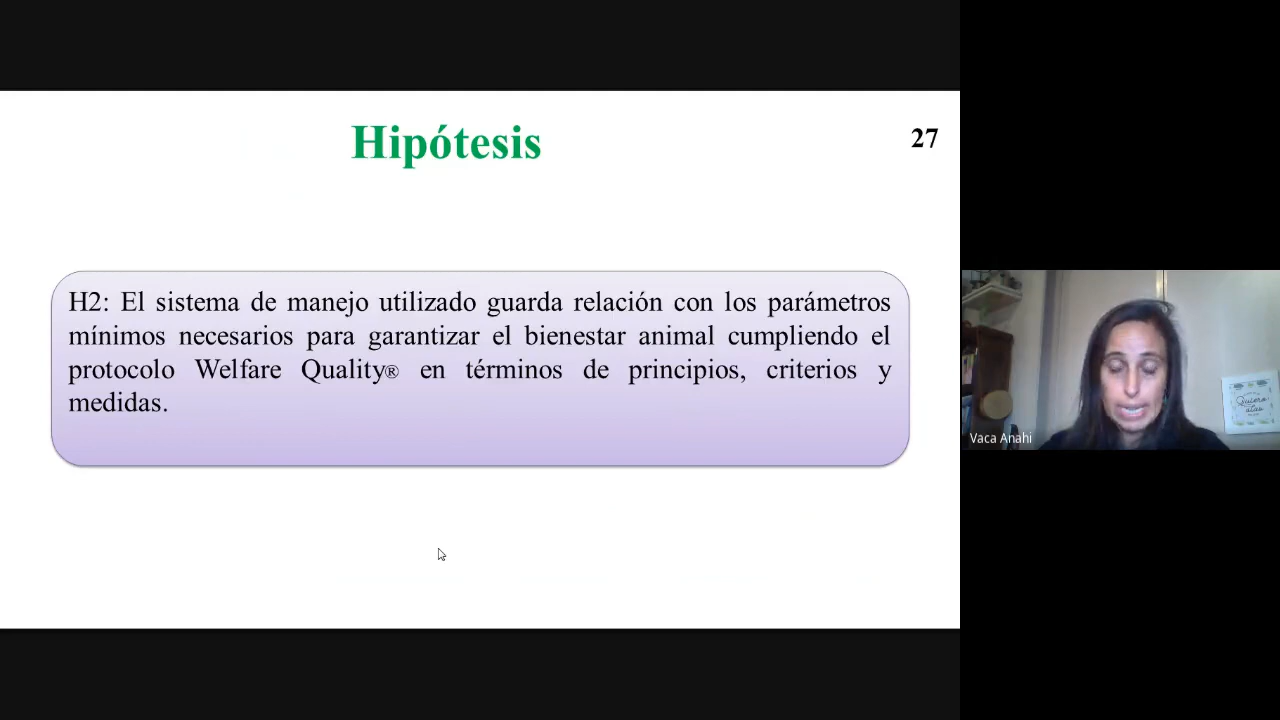 Hipótesis
27
H2: El sistema de manejo utilizado guarda relación con los parámetros
mínimos necesarios para garantizar el bienestar animal cumpliendo el
protocolo Welfare Quality® en términos de principios, criterios y
medidas.
Vaca Anahi
Quiero